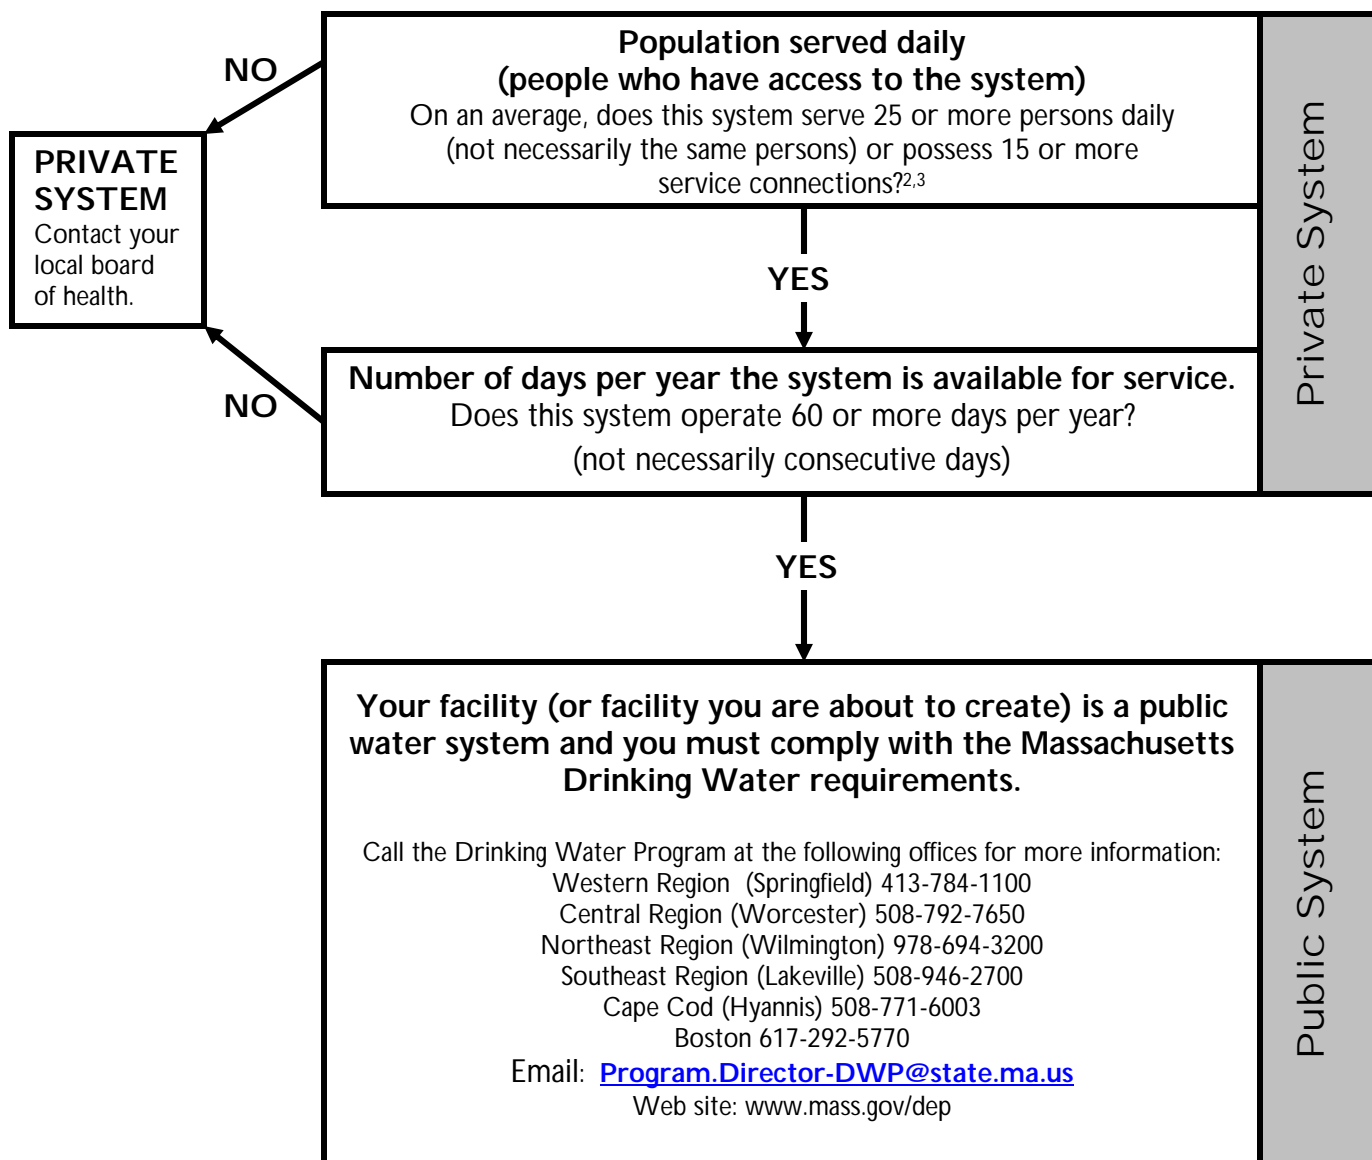 Population served daily
(people who have access to the system)
On an average, does this system serve 25 or more persons daily
(not necessarily the same persons) or possess 15 or more
service connections?2,3
Private System
NO
PRIVATE
SYSTEM
Contact your
local board
of health.
YES
Number of days per year the system is available for service.
Does this system operate 60 or more days per year?
(not necessarily consecutive days)
NO
YES
Your facility (or facility you are about to create) is a public
water system and you must comply with the Massachusetts
Drinking Water requirements.
Call the Drinking Water Program at the following offices for more information:
Western Region (Springfield) 413-784-1100
Central Region (Worcester) 508-792-7650
Northeast Region (Wilmington) 978-694-3200
Southeast Region (Lakeville) 508-946-2700
Cape Cod (Hyannis) 508-771-6003
Boston 617-292-5770
Email: Program.Director-DWP@state.ma.us
Web site: www.mass.gov/dep
Public System